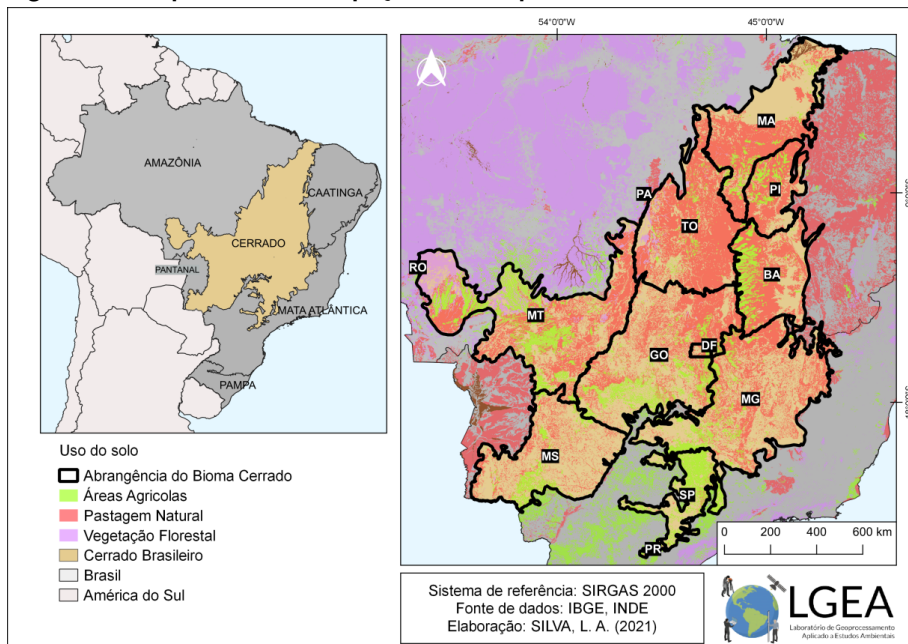 54°0'0"W 45°0'0"W
AMAZÔNIA
CAATINGA
CERRADO
PANTANAL
MATA ATLÂNTICA
PAMPA
MA
PI
PA
TO
BA
RO
MT
DF
GO
MG
MS
SP
PR
0 200 400 600 km
Uso do solo
Abrangência do Bioma Cerrado
Áreas Agricolas
Pastagem Natural
Vegetação Florestal
Cerrado Brasileiro
Brasil
América do Sul
Sistema de referência: SIRGAS 2000
Fonte de dados: IBGE, INDE
Elaboração: SILVA, L. A. (2021)
LGEA
Laboratório de Geoprocessamento
Aplicado a Estudos Ambientais